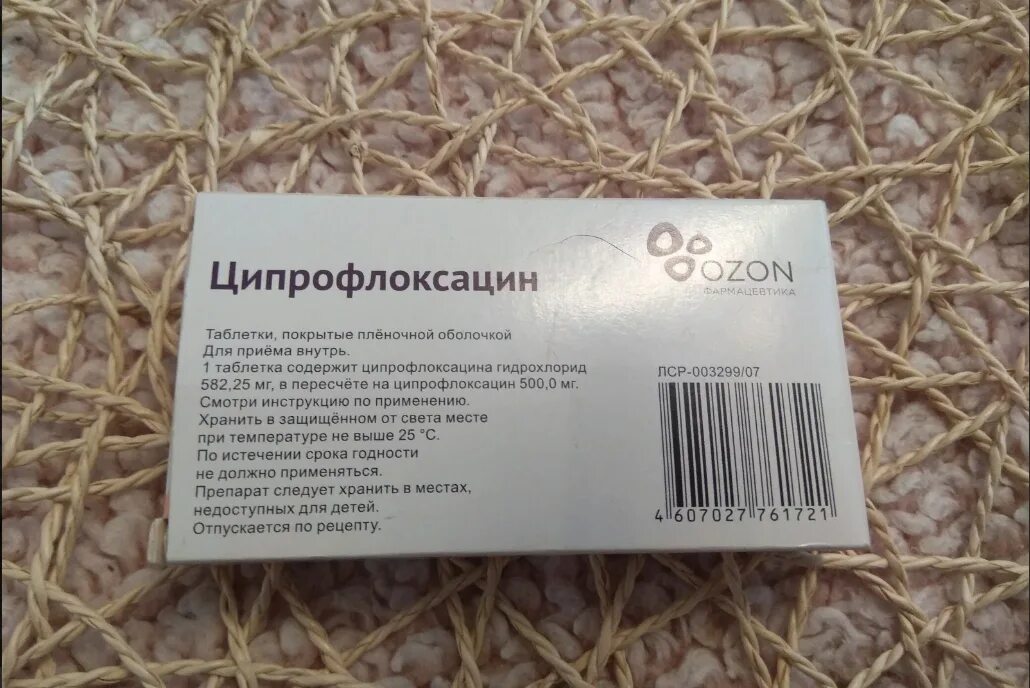 Ципрофлоксацин
OZON
ФАРМАЦЕВТИКА
Таблетки, покрытые плёночной оболочкой
Для приёма внутрь.
1 таблетка содержит ципрофлоксацина гидрохлорид
582,25 мг, в пересчёте на ципрофлоксацин 500,0 мг.
Смотри инструкцию по применению.
Хранить в защищённом от света месте
при температуре не выше 25 °С.
По истечении срока годности
не должно применяться.
Препарат следует хранить в местах,
недоступных для детей.
Отпускается по рецепту.
ЛСР-003299/07
4 607027 761721